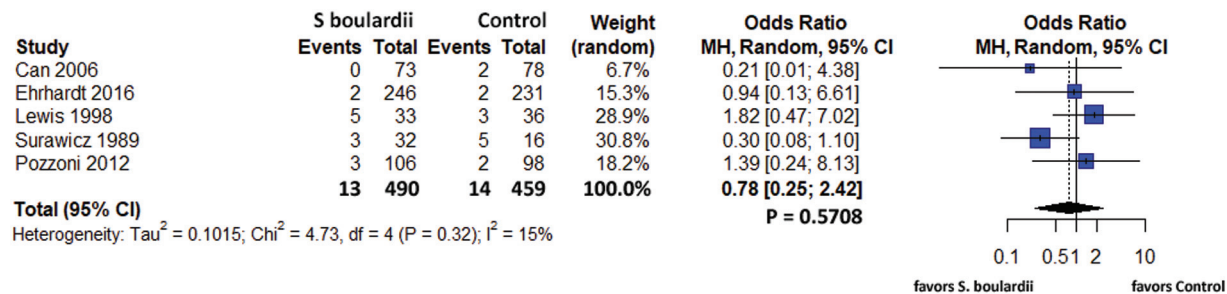 S boulardii Control Weight Odds Ratio Odds Ratio
Study Events Total Events Total (random) MH, Random, 95% CI MH, Random, 95% CI
Can 2006 0 73 2 78 6.7% 0.21 [0.01; 4.38]
Ehrhardt 2016 2 246 2 231 15.3% 0.94 [0.13; 6.61]
Lewis 1998 5 33 3 36 28.9% 1.82 [0.47; 7.02]
Surawicz 1989 3 32 5 16 30.8% 0.30 [0.08; 1.10]
Pozzoni 2012 3 106 2 98 18.2% 1.39 [0.24; 8.13]
13 490 14 459 100.0% 0.78 [0.25; 2.42]
Total (95% CI) P = 0.5708
Heterogeneity: Tau² = 0.1015; Chi² = 4.73, df = 4 (P = 0.32); I² = 15%
0.1 0.5 1 2 10
favors S. boulardii favors Control